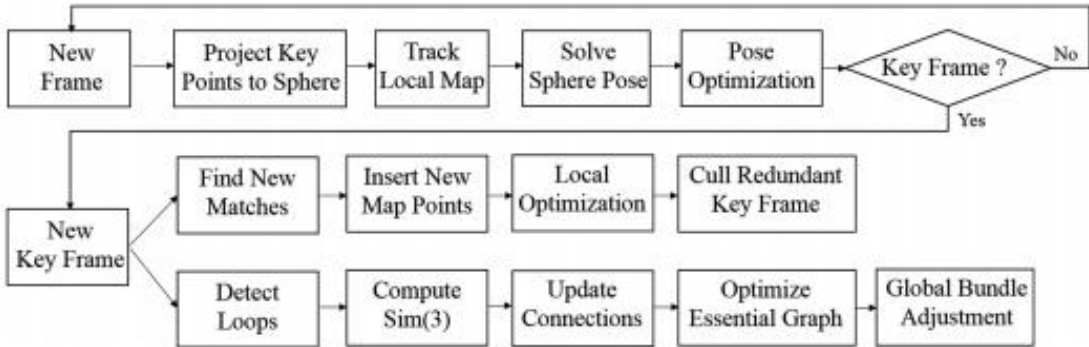 New
Frame
Project Key
Points to Sphere
Track
Local Map
Solve
Sphere Pose
Pose
Optimization
Key Frame ?
No
Yes
New
Key Frame
Find New
Matches
Insert New
Map Points
Local
Optimization
Cull Redundant
Key Frame
Detect
Loops
Compute
Sim(3)
Update
Connections
Optimize
Essential Graph
Global Bundle
Adjustment